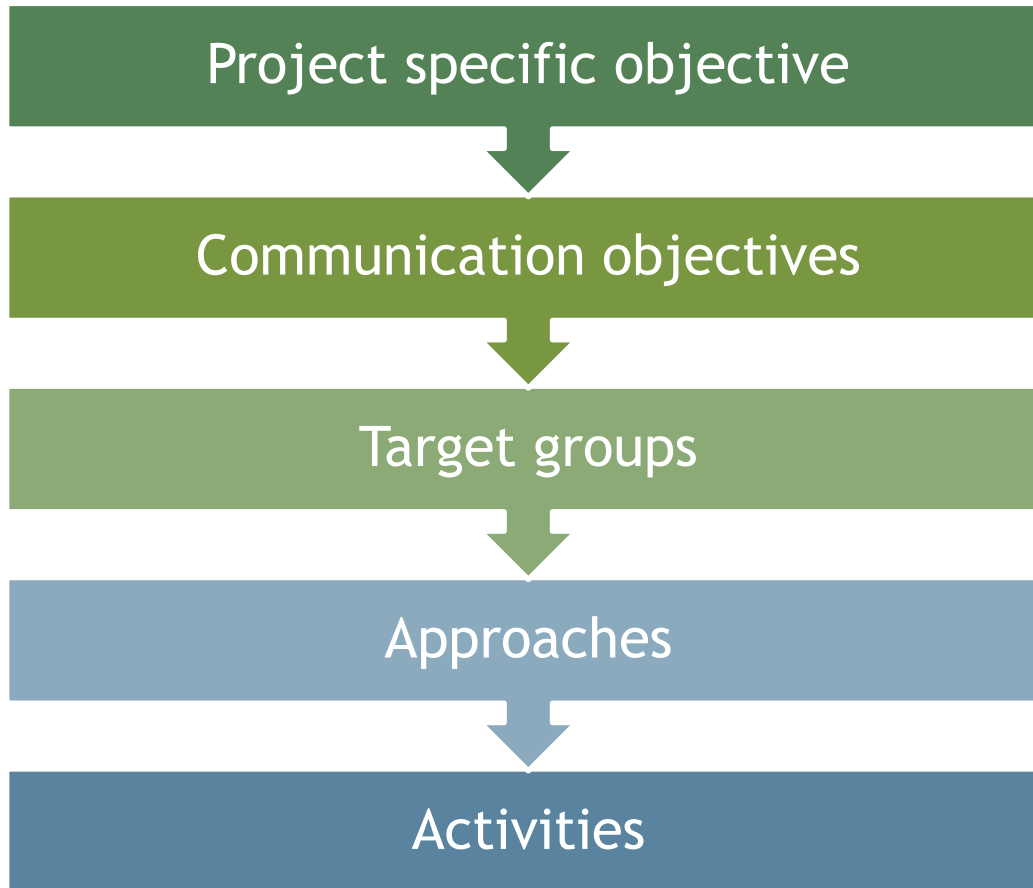 Project specific objective
Communication objectives
Target groups
Approaches
Activities